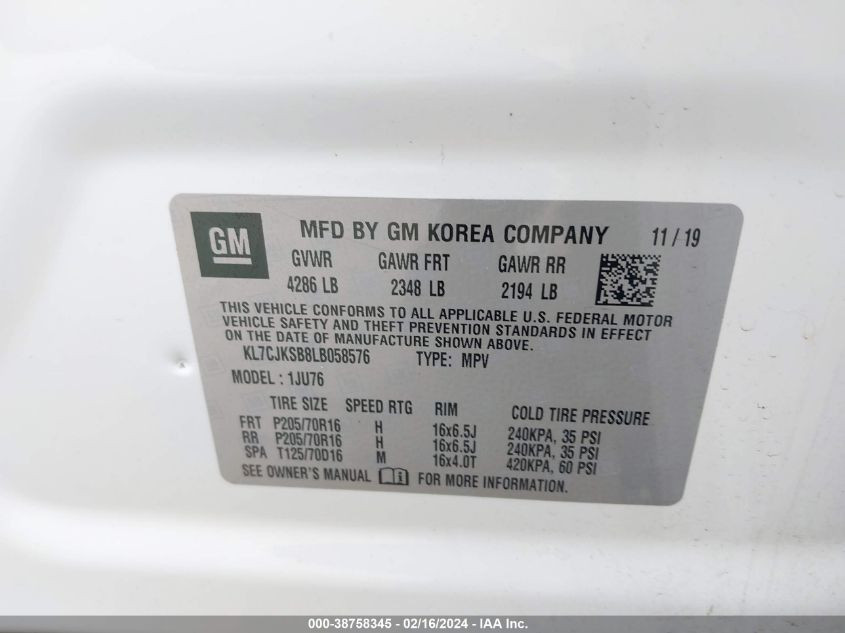 GM
MFD BY GM KOREA COMPANY 11/19
GVWR GAWR FRT GAWR RR
4286 LB 2348 LB 2194 LB
THIS VEHICLE CONFORMS TO ALL APPLICABLE U.S. FEDERAL MOTOR
VEHICLE SAFETY AND THEFT PREVENTION STANDARDS IN EFFECT
ON THE DATE OF MANUFACTURE SHOWN ABOVE.
KL7CJKSB8LB058576 TYPE: MPV
MODEL: 1JU76
TIRE SIZE SPEED RTG RIM COLD TIRE PRESSURE
FRT P205/70R16 H 16x6.5J 240KPA, 35 PSI
RR P205/70R16 H 16x6.5J 240KPA, 35 PSI
SPA T125/70D16 M 16x4.0T 420KPA, 60 PSI
SEE OWNER'S MANUAL FOR MORE INFORMATION.
000-38758345 - 02/16/2024 - IAA Inc.